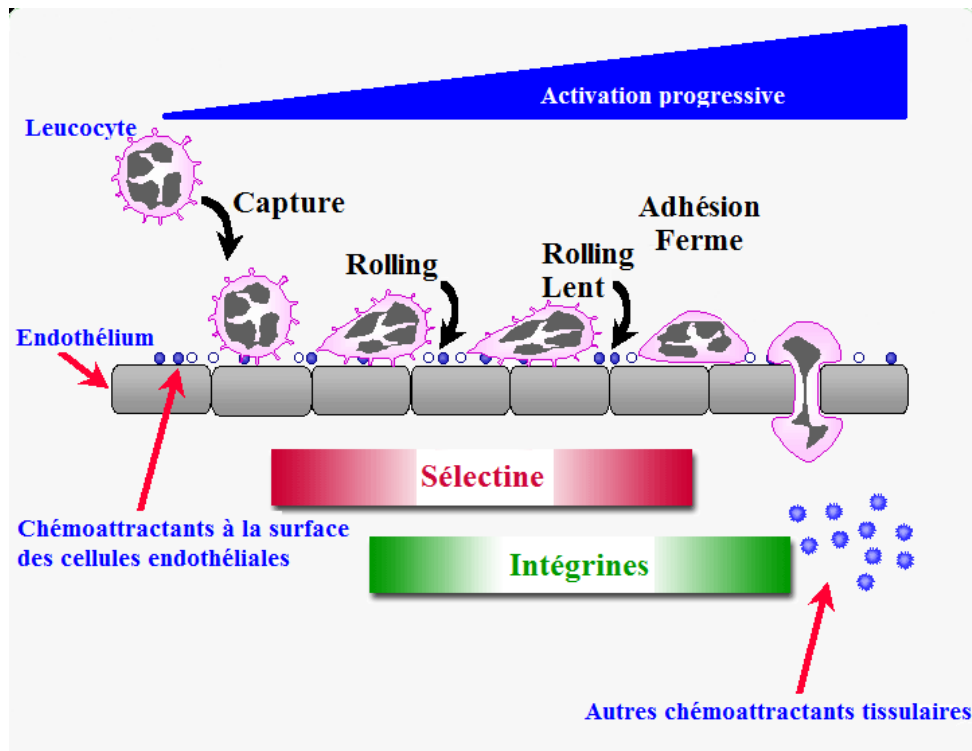 Activation progressive
Leucocyte
Capture
Adhésion
Ferme
Rolling
Rolling
Lent
Endothélium
Sélectine
Chémoattractants à la surface
des cellules endothéliales
Intégrines
Autres chémoattractants tissulaires